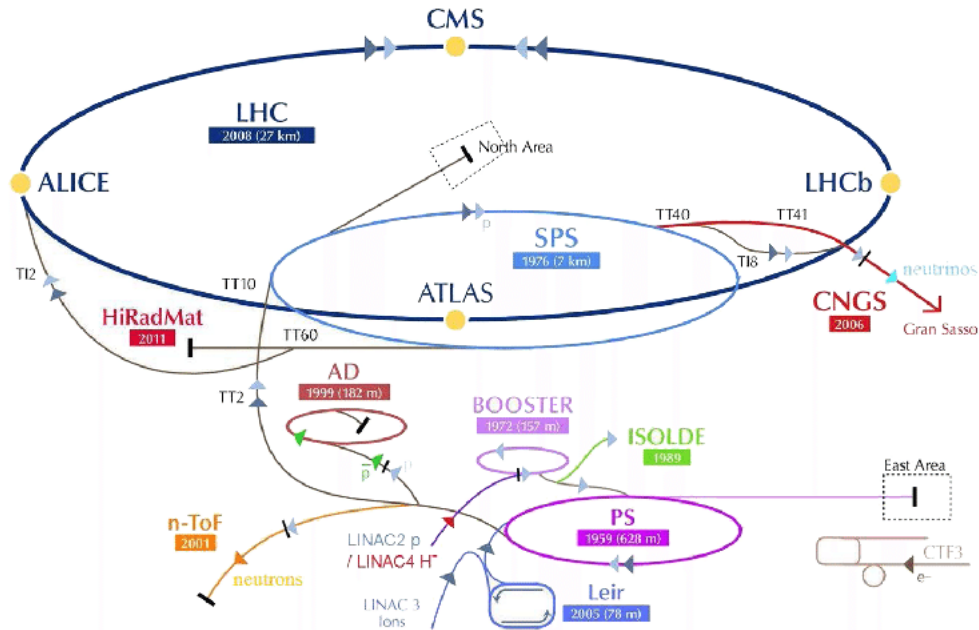 CMS
LHC
2008 (27 km)
North Area
ALICE
LHCb
TT40
TT41
p
SPS
1976 (7 km)
TI8
TI2
TT10
neutrinos
ATLAS
CNGS
2006
Gran Sasso
HiRadMat
2011
TT60
AD
1999 (182 m)
TT2
BOOSTER
1972 (157 m)
ISOLDE
1989
p̅
p
East Area
n-ToF
2001
PS
1959 (628 m)
LINAC2 p
/ LINAC4 H⁻
neutrons
CTF3
e-
LINAC 3
Ions
Leir
2005 (78 m)